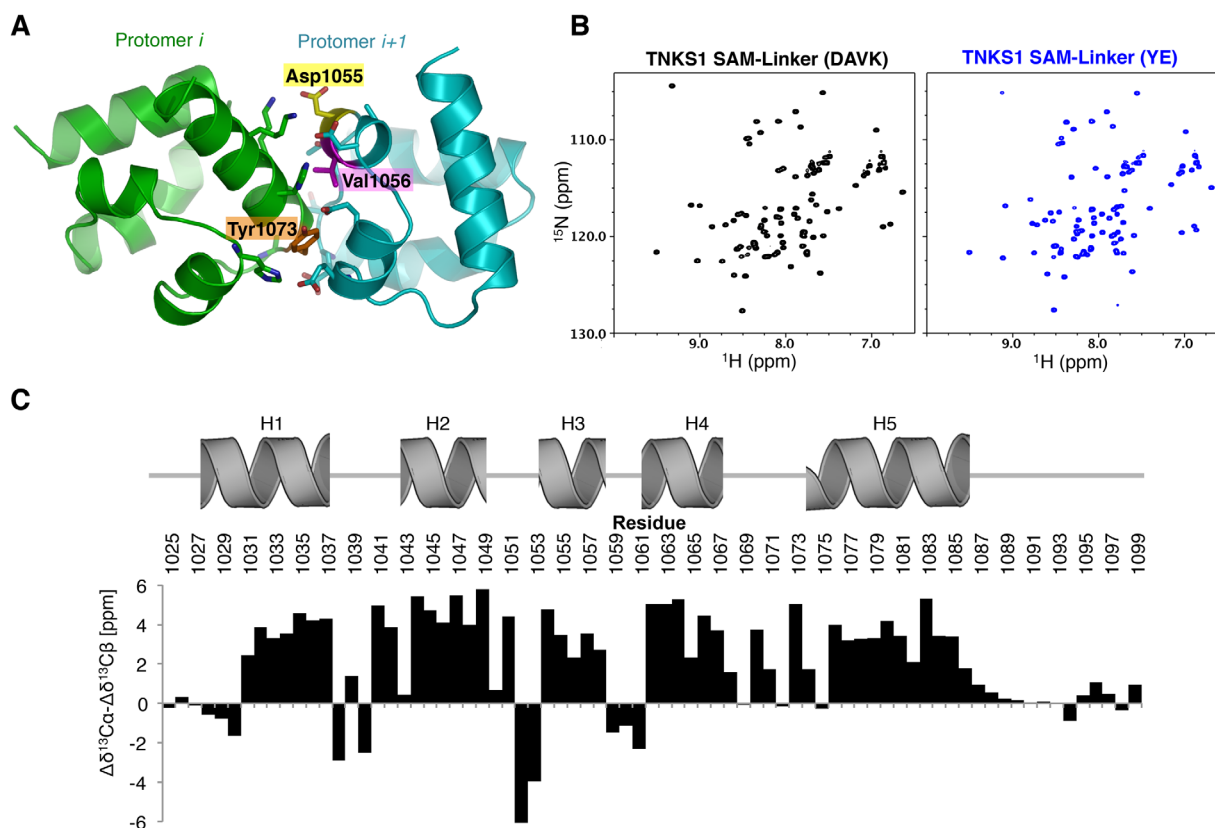 A
Protomer i
Protomer i+1
Asp1055
Val1056
Tyr1073
B
TNKS1 SAM-Linker (DAVK)
TNKS1 SAM-Linker (YE)
15N (ppm)
110.0
120.0
130.0
9.0 8.0 7.0
9.0 8.0 7.0
1H (ppm)
1H (ppm)
C
H1 H2 H3 H4 H5
Residue
1025 1027 1029 1031 1033 1035 1037 1039 1041 1043 1045 1047 1049 1051 1053 1055 1057 1059 1061 1063 1065 1067 1069 1071 1073 1075 1077 1079 1081 1083 1085 1087 1089 1091 1093 1095 1097 1099
Δδ13Cα-Δδ13Cβ [ppm]
6
4
2
0
-2
-4
-6